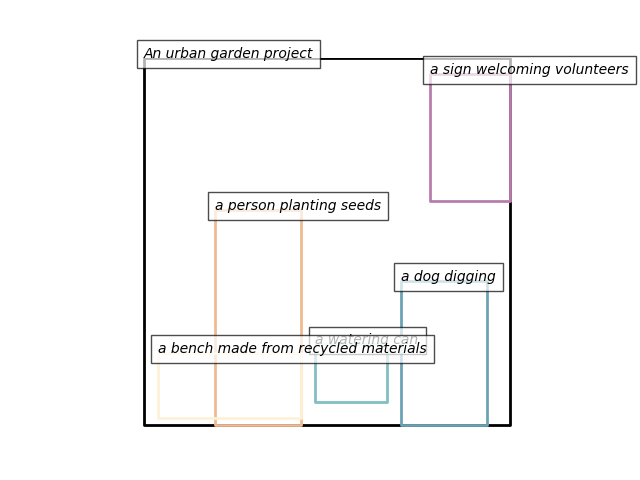 An urban garden project
a sign welcoming volunteers
a person planting seeds
a dog digging
a watering can
a bench made from recycled materials